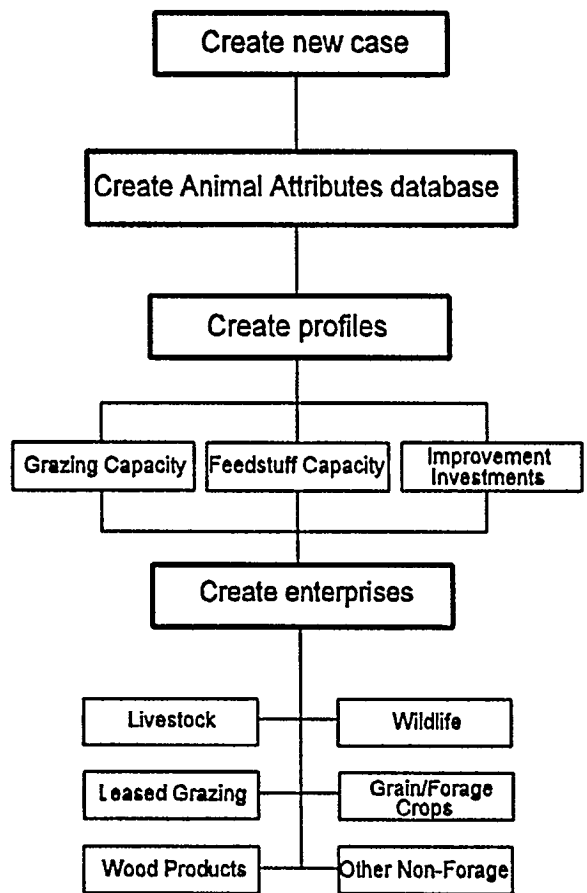 Create new case
Create Animal Attributes database
Create profiles
Grazing Capacity
Feedstuff Capacity
Improvement
Investments
Create enterprises
Livestock
Wildlife
Leased Grazing
Grain/Forage
Crops
Wood Products
Other Non-Forage